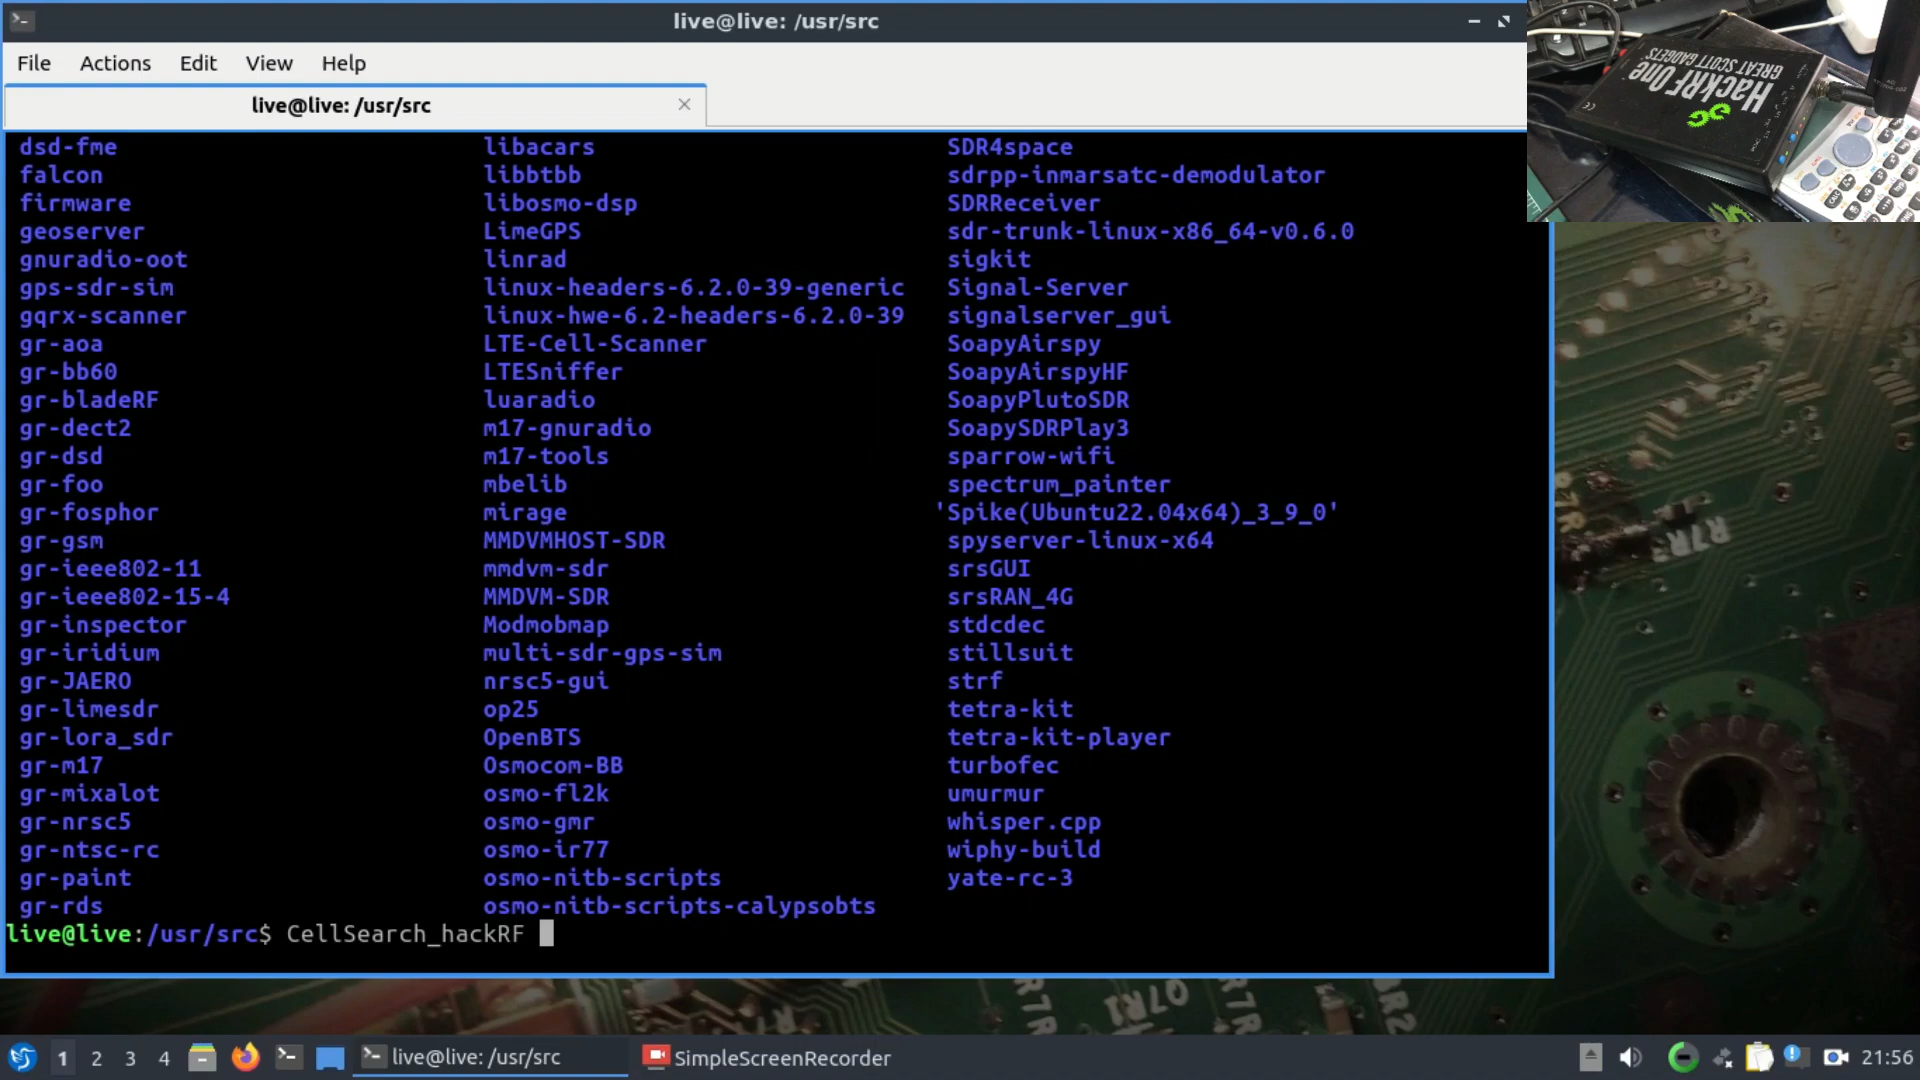 live@live: /usr/src
File Actions Edit View Help
live@live: /usr/src
dsd-fme libacars SDR4space
falcon libbtbb sdrpp-inmarsatc-demodulator
firmware libosmo-dsp SDRReceiver
geoserver LimeGPS sdr-trunk-linux-x86_64-v0.6.0
gnuradio-oot linrad sigkit
gps-sdr-sim linux-headers-6.2.0-39-generic Signal-Server
gqrx-scanner linux-hwe-6.2-headers-6.2.0-39 signalserver_gui
gr-aoa LTE-Cell-Scanner SoapyAirspy
gr-bb60 LTESniffer SoapyAirspyHF
gr-bladeRF luaradio SoapyPlutoSDR
gr-dect2 m17-gnuradio SoapySDRPlay3
gr-dsd m17-tools sparrow-wifi
gr-foo mbelib spectrum_painter
gr-fosphor mirage 'Spike(Ubuntu22.04x64)_3_9_0'
gr-gsm MMDVMHOST-SDR spyserver-linux-x64
gr-ieee802-11 mmdvm-sdr srsGUI
gr-ieee802-15-4 MMDVM-SDR srsRAN_4G
gr-inspector Modmobmap stdcdec
gr-iridium multi-sdr-gps-sim stillsuit
gr-JAERO nrsc5-gui strf
gr-limesdr op25 tetra-kit
gr-lora_sdr OpenBTS tetra-kit-player
gr-m17 Osmocom-BB turbofec
gr-mixalot osmo-fl2k umurmur
gr-nrsc5 osmo-gmr whisper.cpp
gr-ntsc-rc osmo-ir77 wiphy-build
gr-paint osmo-nitb-scripts yate-rc-3
gr-rds osmo-nitb-scripts-calypsobts
live@live:/usr/src$ CellSearch_hackRF
HackRF One
GREAT SCOTT GADGETS
R7R
Q7R1
R7R
1 2 3 4 live@live: /usr/src SimpleScreenRecorder 21:56